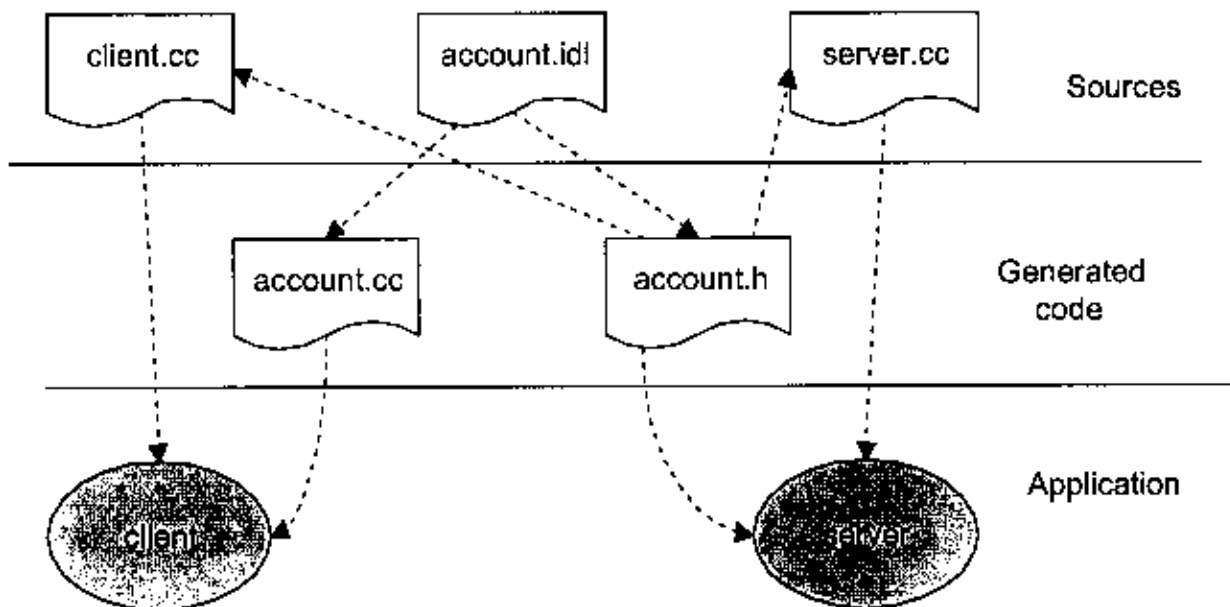 client.cc
account.idl
server.cc
Sources
account.cc
account.h
Generated
code
client
server
Application